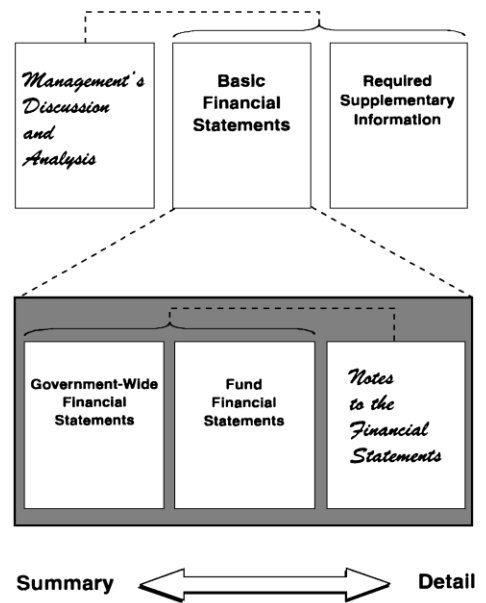 Management's
Discussion
and
Analysis
Basic
Financial
Statements
Required
Supplementary
Information
Government-Wide
Financial
Statements
Fund
Financial
Statements
Notes
to the
Financial
Statements
Summary
Detail